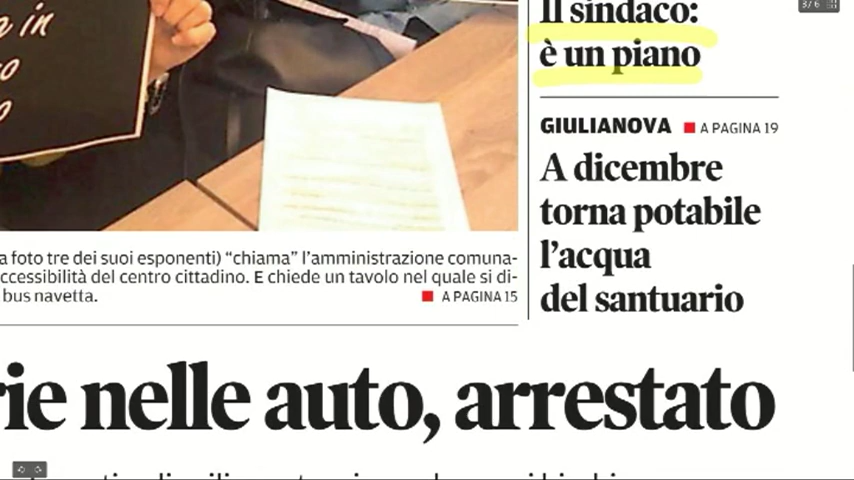 in
Il sindaco:
è un piano
GIULIANOVA ■ A PAGINA 19
A dicembre
torna potabile
l'acqua
del santuario
a foto tre dei suoi esponenti) “chiama” l'amministrazione comuna-
ccessibilità del centro cittadino. E chiede un tavolo nel quale si di-
bus navetta. ■ A PAGINA 15
rie nelle auto, arrestato